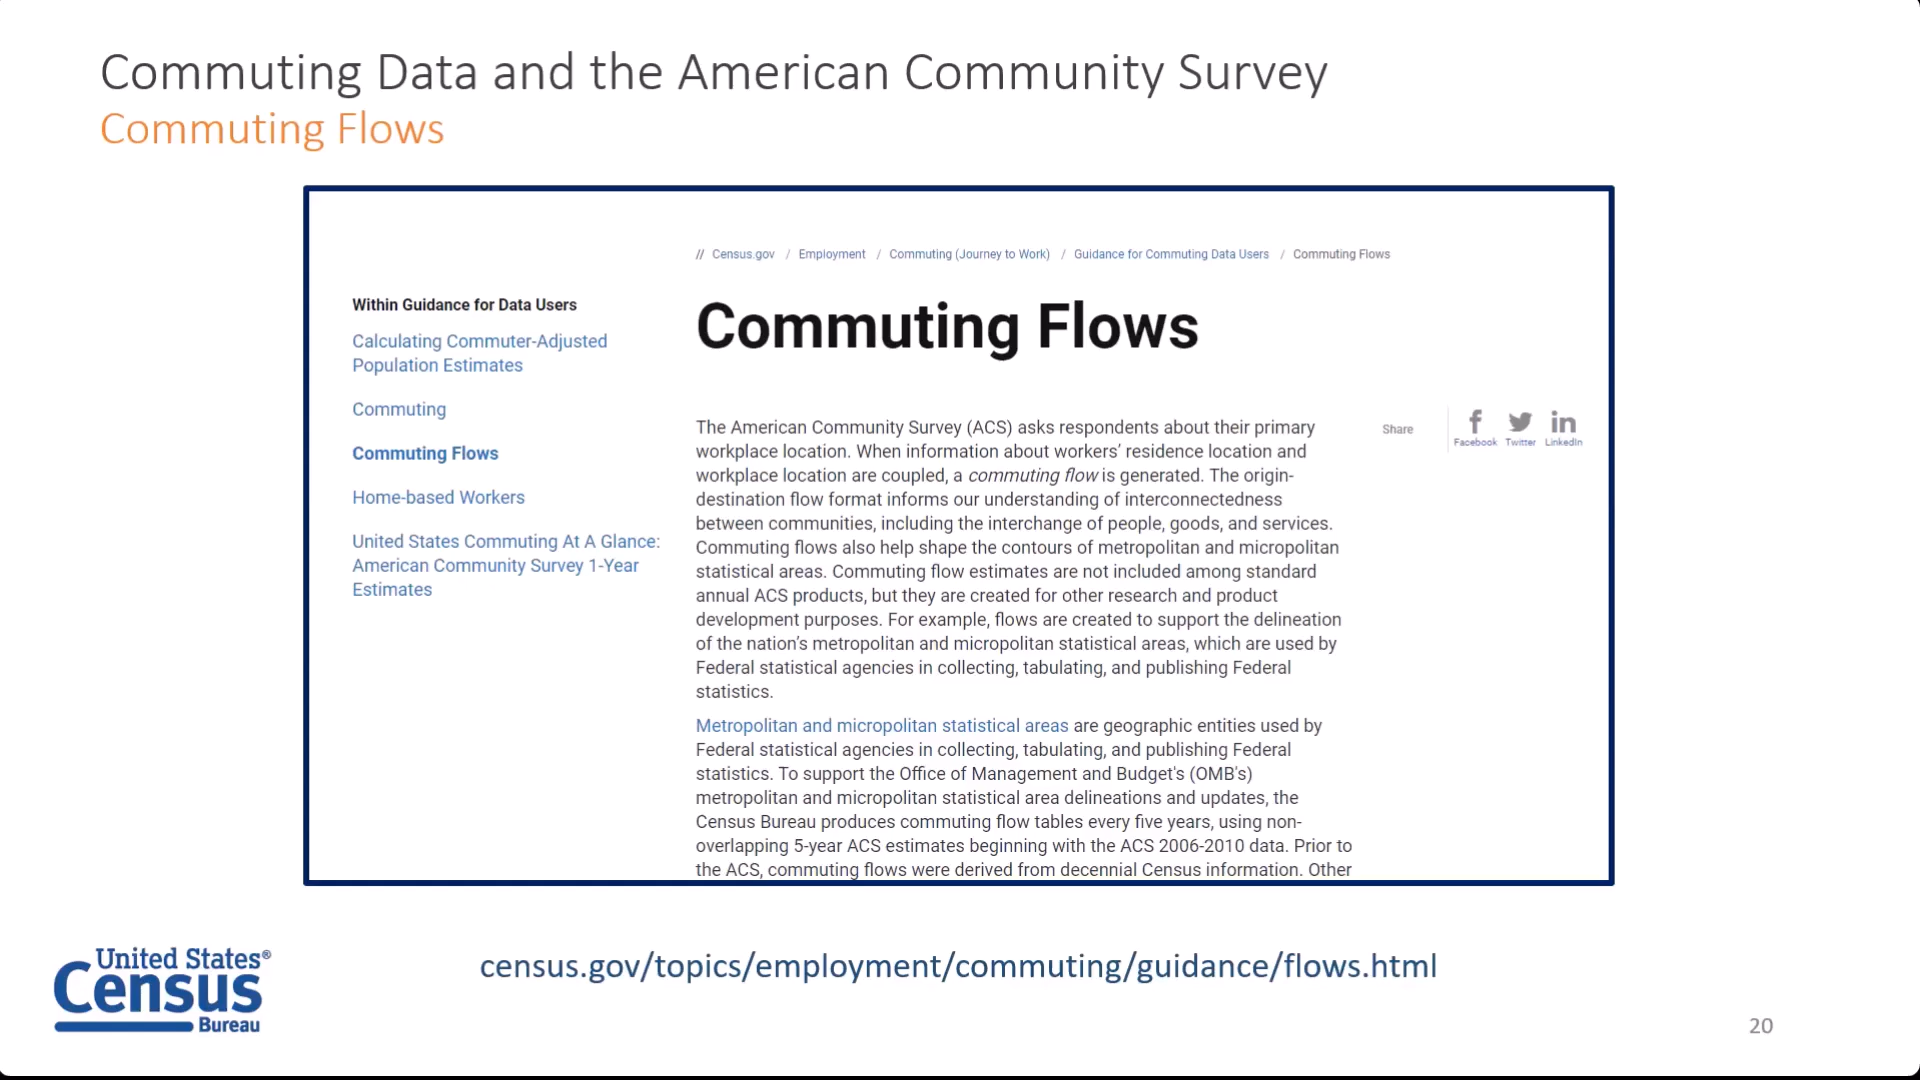 Commuting Data and the American Community Survey
Commuting Flows
// Census.gov / Employment / Commuting (Journey to Work) / Guidance for Commuting Data Users / Commuting Flows
Within Guidance for Data Users
Calculating Commuter-Adjusted
Population Estimates
Commuting
Commuting Flows
Home-based Workers
United States Commuting At A Glance:
American Community Survey 1-Year
Estimates
Commuting Flows
The American Community Survey (ACS) asks respondents about their primary
workplace location. When information about workers’ residence location and
workplace location are coupled, a commuting flow is generated. The origin-
destination flow format informs our understanding of interconnectedness
between communities, including the interchange of people, goods, and services.
Commuting flows also help shape the contours of metropolitan and micropolitan
statistical areas. Commuting flow estimates are not included among standard
annual ACS products, but they are created for other research and product
development purposes. For example, flows are created to support the delineation
of the nation’s metropolitan and micropolitan statistical areas, which are used by
Federal statistical agencies in collecting, tabulating, and publishing Federal
statistics.
Metropolitan and micropolitan statistical areas are geographic entities used by
Federal statistical agencies in collecting, tabulating, and publishing Federal
statistics. To support the Office of Management and Budget's (OMB's)
metropolitan and micropolitan statistical area delineations and updates, the
Census Bureau produces commuting flow tables every five years, using non-
overlapping 5-year ACS estimates beginning with the ACS 2006-2010 data. Prior to
the ACS, commuting flows were derived from decennial Census information. Other
Share
Facebook Twitter LinkedIn
United States®
Census
Bureau
census.gov/topics/employment/commuting/guidance/flows.html
20